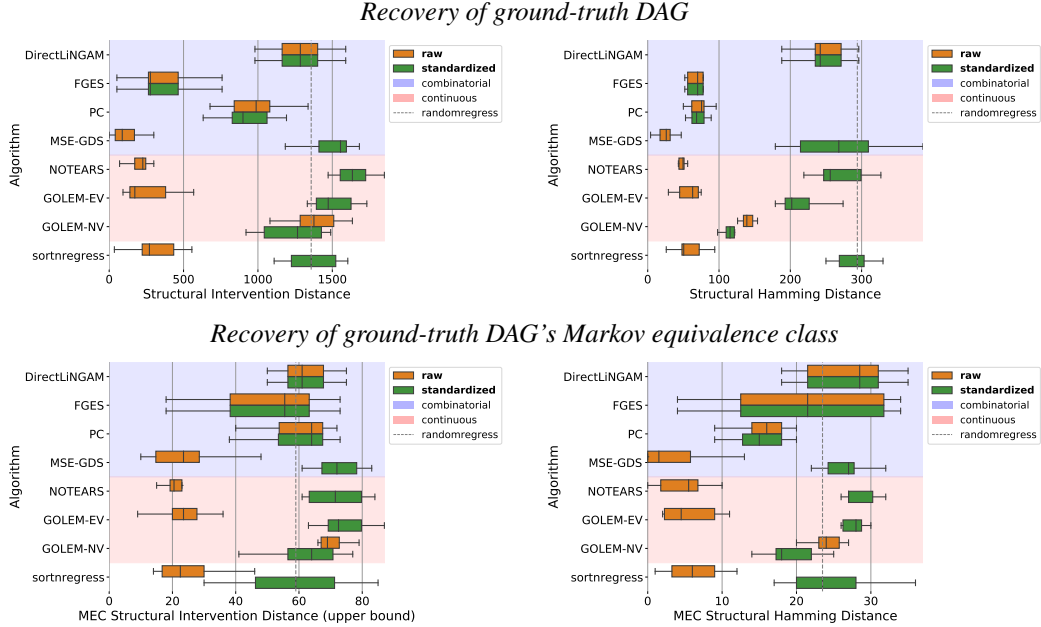 Recovery of ground-truth DAG
Algorithm
DirectLiNGAM
FGES
PC
MSE-GDS
NOTEARS
GOLEM-EV
GOLEM-NV
sortnregress
0 500 1000 1500
Structural Intervention Distance
raw
standardized
combinatorial
continuous
randomregress
Algorithm
DirectLiNGAM
FGES
PC
MSE-GDS
NOTEARS
GOLEM-EV
GOLEM-NV
sortnregress
0 100 200 300
Structural Hamming Distance
raw
standardized
combinatorial
continuous
randomregress
Recovery of ground-truth DAG's Markov equivalence class
Algorithm
DirectLiNGAM
FGES
PC
MSE-GDS
NOTEARS
GOLEM-EV
GOLEM-NV
sortnregress
0 20 40 60 80
MEC Structural Intervention Distance (upper bound)
raw
standardized
combinatorial
continuous
randomregress
Algorithm
DirectLiNGAM
FGES
PC
MSE-GDS
NOTEARS
GOLEM-EV
GOLEM-NV
sortnregress
0 10 20 30
MEC Structural Hamming Distance
raw
standardized
combinatorial
continuous
randomregress